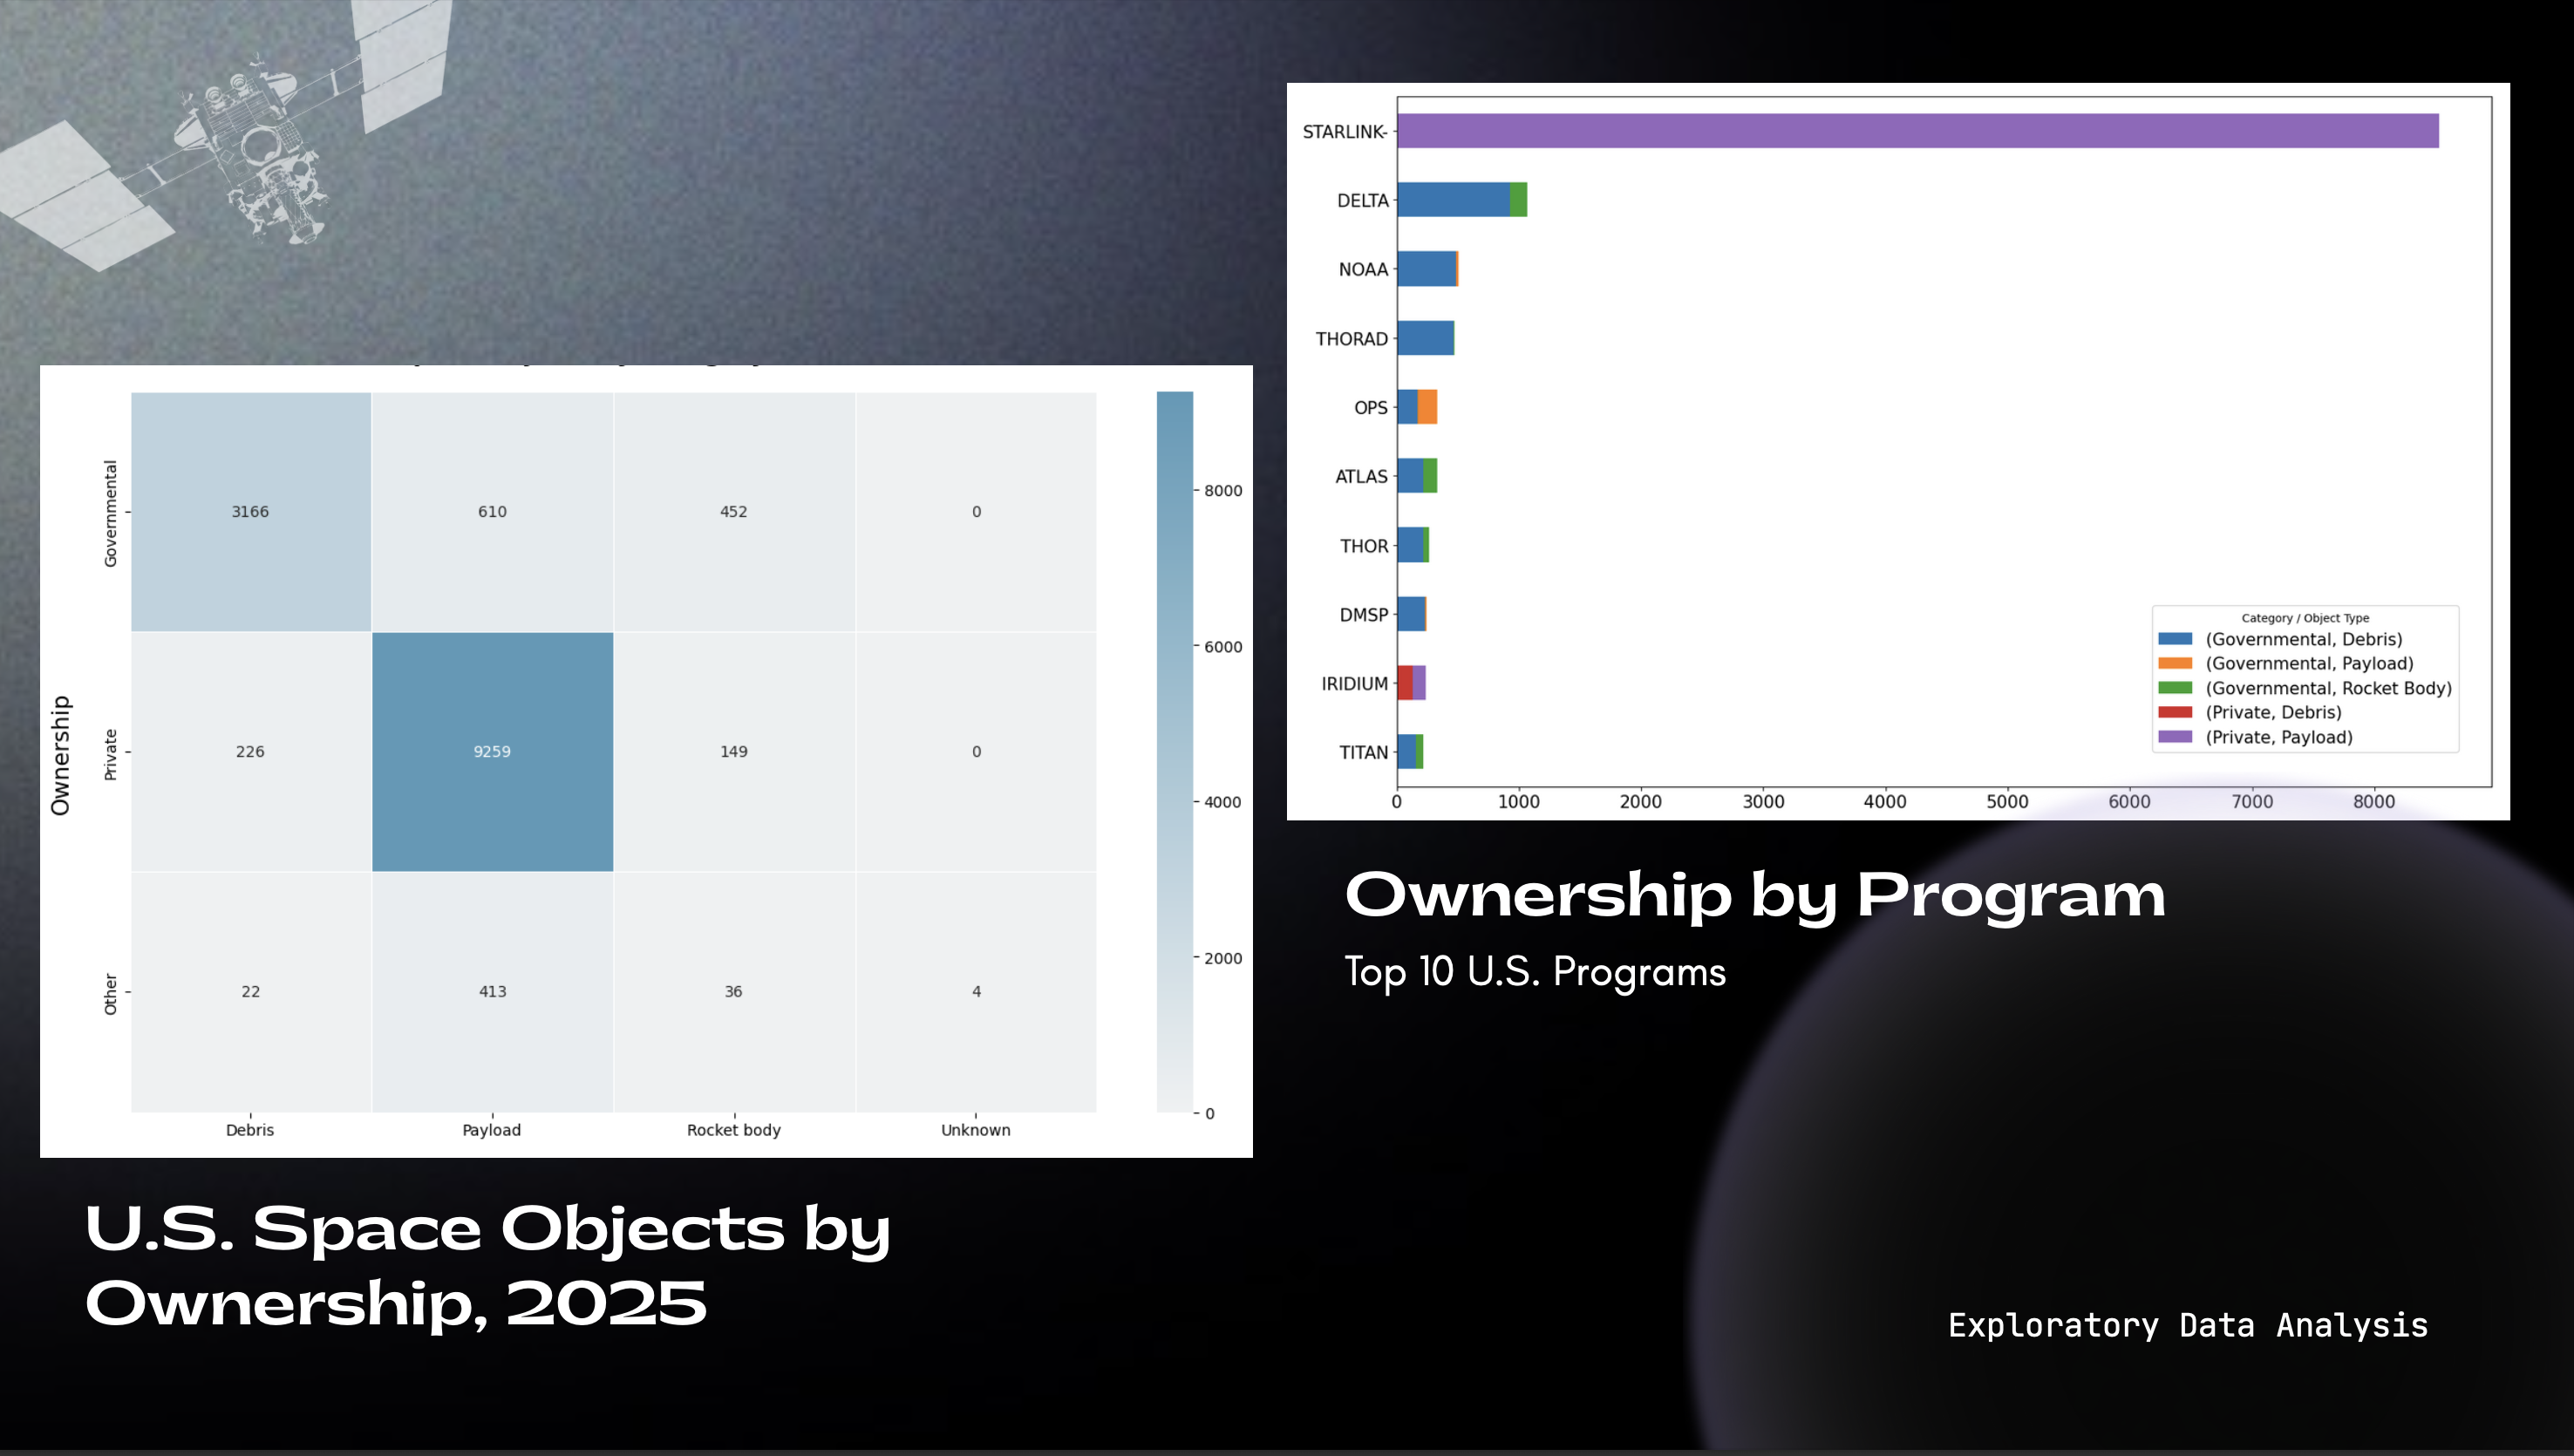 Ownership
Governmental
Private
Other
3166 610 452 0
226 9259 149 0
22 413 36 4
Debris Payload Rocket body Unknown
8000
6000
4000
2000
0
U.S. Space Objects by
Ownership, 2025
STARLINK-
DELTA
NOAA
THORAD
OPS
ATLAS
THOR
DMSP
IRIDIUM
TITAN
0 1000 2000 3000 4000 5000 6000 7000 8000
Category / Object Type
(Governmental, Debris)
(Governmental, Payload)
(Governmental, Rocket Body)
(Private, Debris)
(Private, Payload)
Ownership by Program
Top 10 U.S. Programs
Exploratory Data Analysis